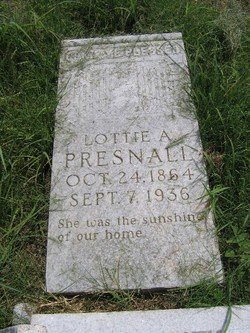 LOTTIE A.
PRESNALL
OCT. 24, 1864
SEPT. 7, 1936
She was the sunshine
of our home.